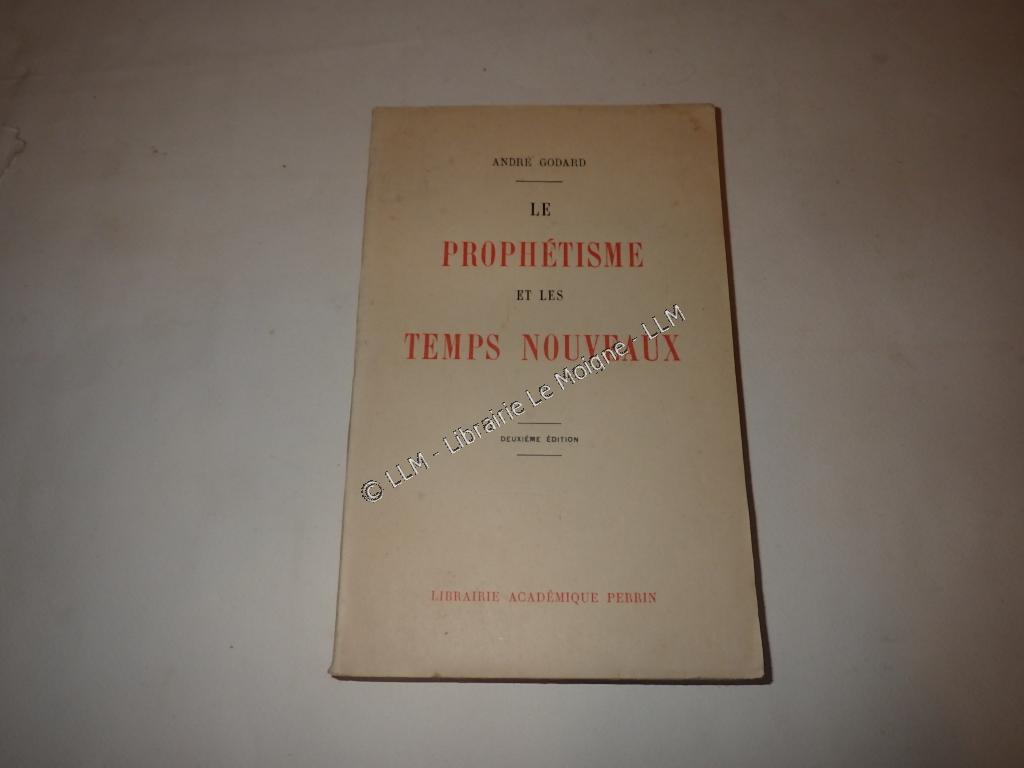 ANDRÉ GODARD
LE
PROPHÉTISME
ET LES
TEMPS NOUVEAUX
DEUXIÈME ÉDITION
LIBRAIRIE ACADÉMIQUE PERRIN
© LLM - Librairie Le Moigne - LLM